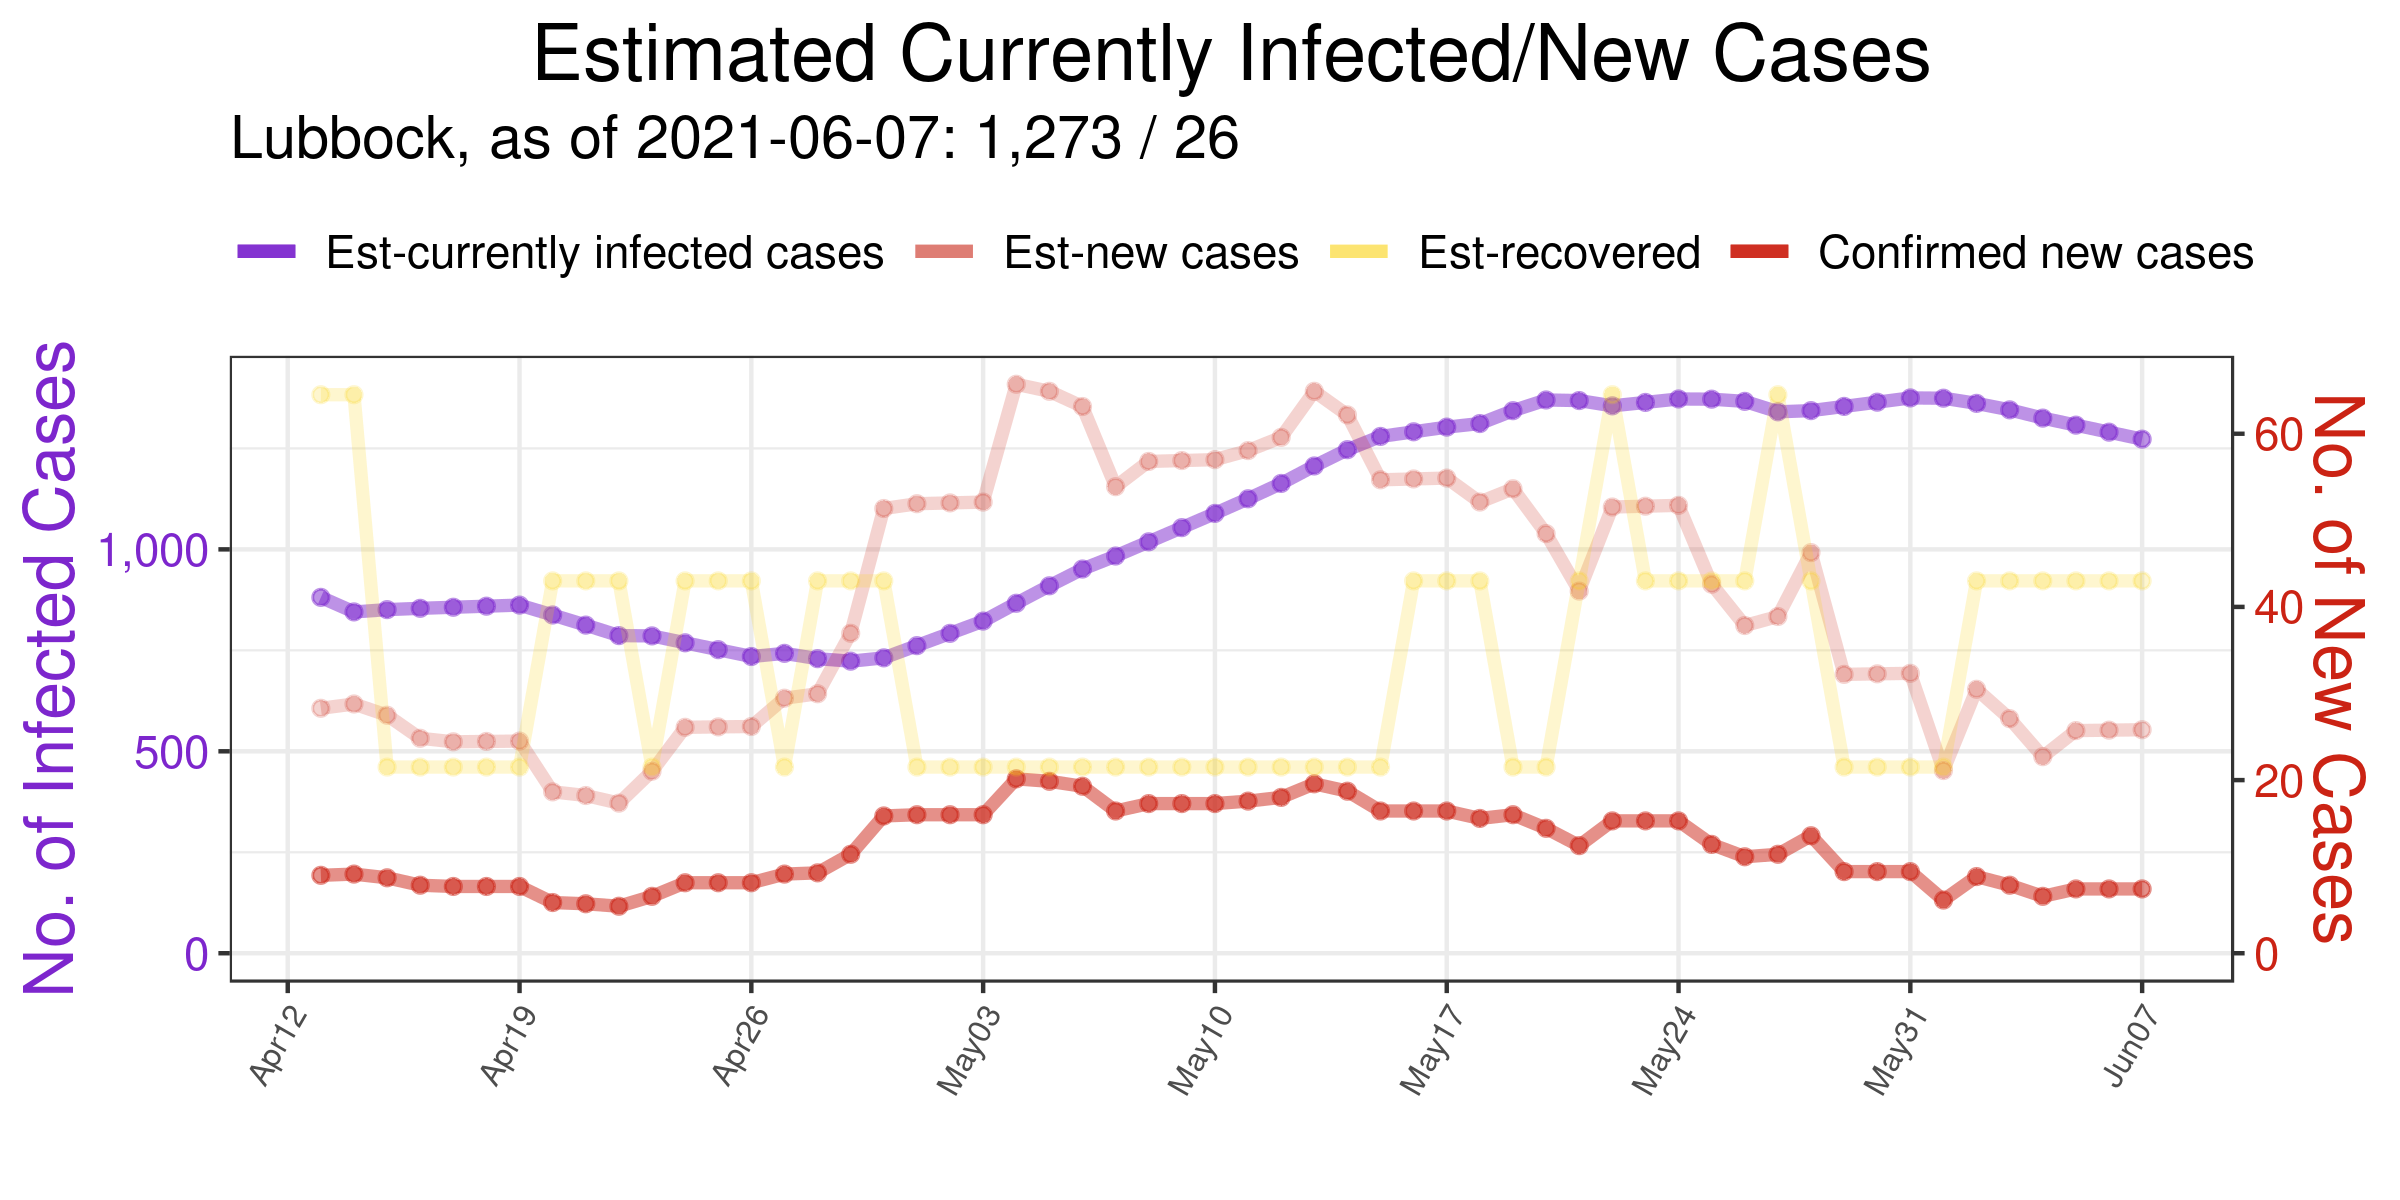 Estimated Currently Infected/New Cases
Lubbock, as of 2021-06-07: 1,273 / 26
Est-currently infected cases Est-new cases Est-recovered Confirmed new cases
No. of Infected Cases
1,000
500
0
No. of New Cases
60
40
20
0
Apr12 Apr19 Apr26 May03 May10 May17 May24 May31 Jun07